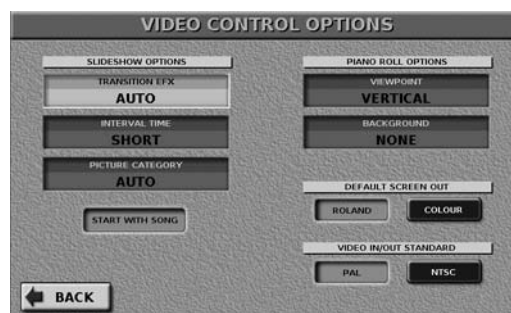 VIDEO CONTROL OPTIONS
SLIDESHOW OPTIONS
TRANSITION EFX
AUTO
INTERVAL TIME
SHORT
PICTURE CATEGORY
AUTO
START WITH SONG
PIANO ROLL OPTIONS
VIEWPOINT
VERTICAL
BACKGROUND
NONE
DEFAULT SCREEN OUT
ROLAND
COLOUR
VIDEO IN/OUT STANDARD
PAL
NTSC
BACK